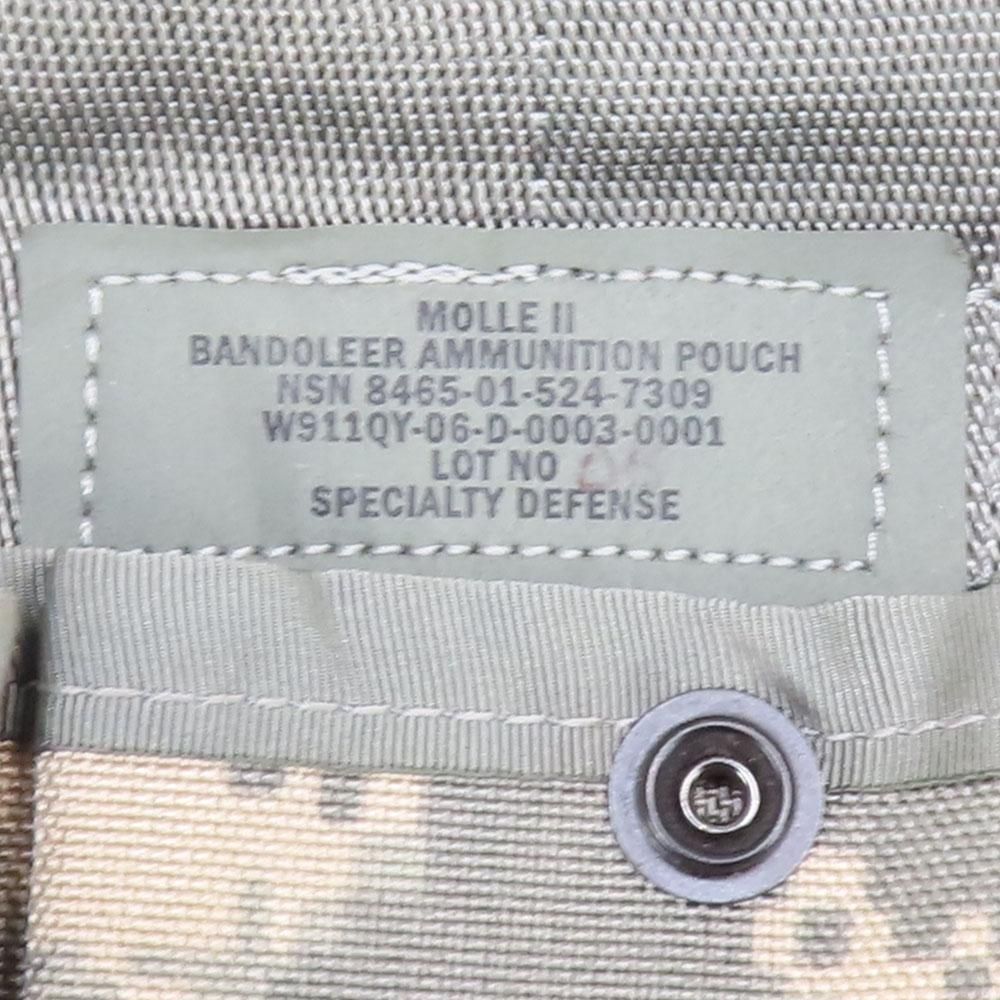 MOLLE II
BANDOLEER AMMUNITION POUCH
NSN 8465-01-524-7309
W911QY-06-D-0003-0001
LOT NO
SPECIALTY DEFENSE